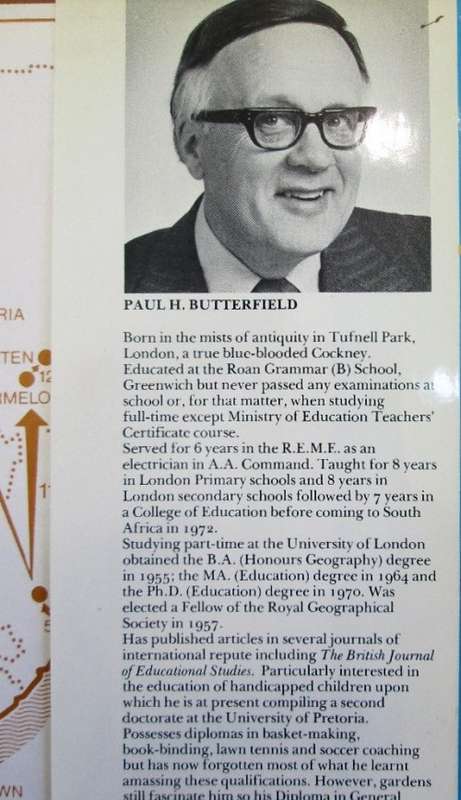 PAUL H. BUTTERFIELD
Born in the mists of antiquity in Tufnell Park,
London, a true blue-blooded Cockney.
Educated at the Roan Grammar (B) School,
Greenwich but never passed any examinations at
school or, for that matter, when studying
full-time except Ministry of Education Teachers'
Certificate course.
Served for 6 years in the R.E.M.E. as an
electrician in A.A. Command. Taught for 8 years
in London Primary schools and 8 years in
London secondary schools followed by 7 years in
a College of Education before coming to South
Africa in 1972.
Studying part-time at the University of London
obtained the B.A. (Honours Geography) degree
in 1955; the MA. (Education) degree in 1964 and
the Ph.D. (Education) degree in 1970. Was
elected a Fellow of the Royal Geographical
Society in 1957.
Has published articles in several journals of
international repute including The British Journal
of Educational Studies. Particularly interested in
the education of handicapped children upon
which he is at present compiling a second
doctorate at the University of Pretoria.
Possesses diplomas in basket-making,
book-binding, lawn tennis and soccer coaching
but has now forgotten most of what he learnt
amassing these qualifications. However, gardens
still fascinate him so his Diploma in General
RIA
TEN
12
RMELO
11
5
WN